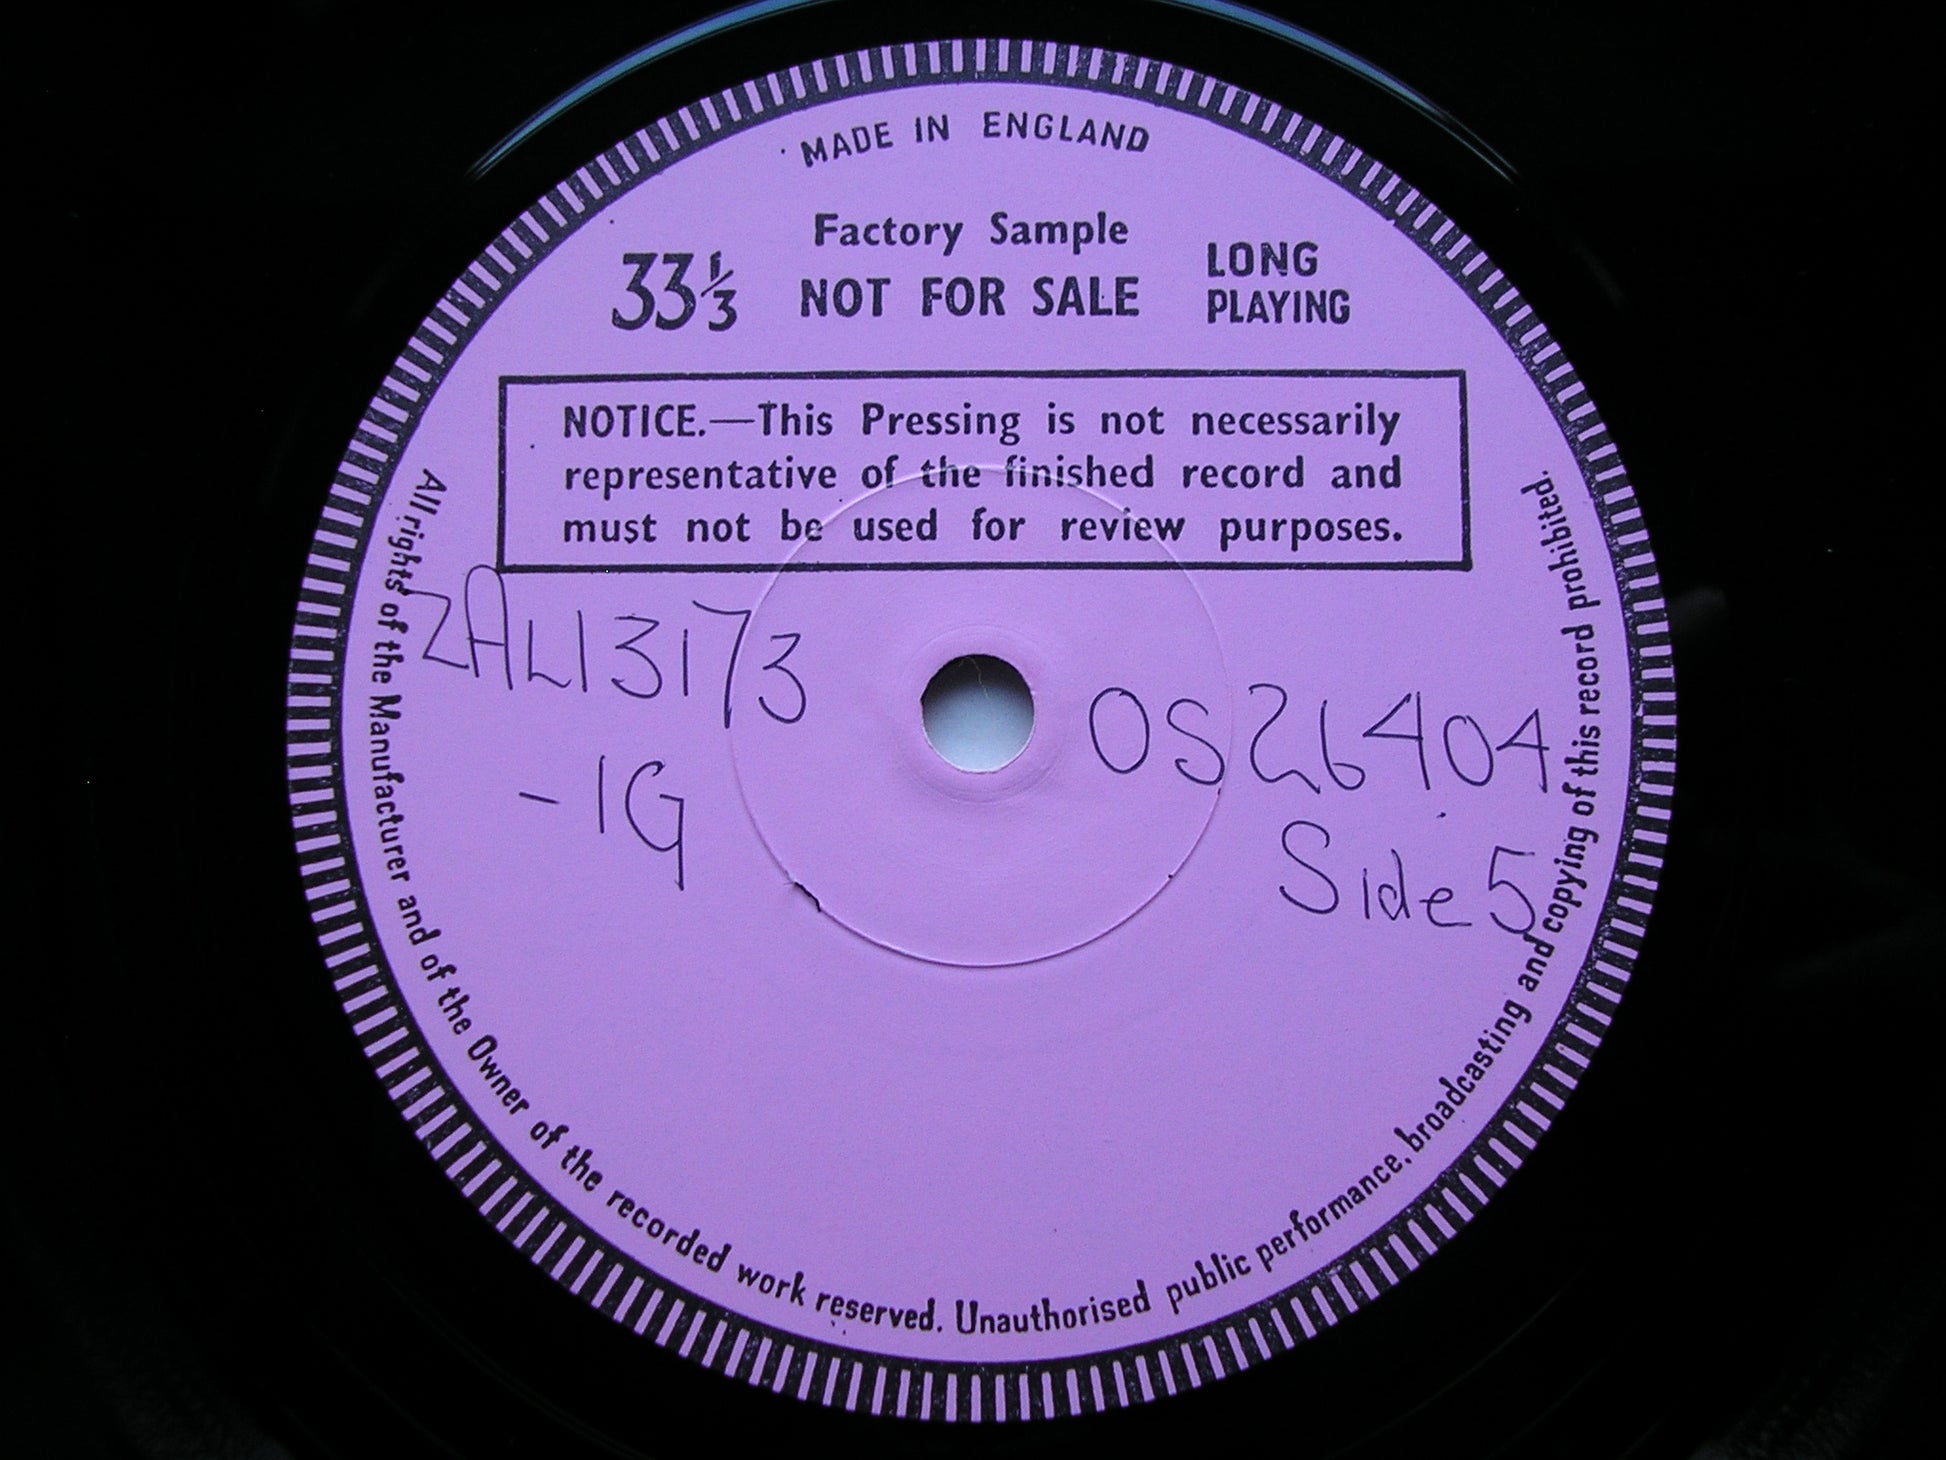 MADE IN ENGLAND
Factory Sample
33⅓ NOT FOR SALE LONG PLAYING
NOTICE.—This Pressing is not necessarily
representative of the finished record and
must not be used for review purposes.
ZAL13173
-1G
OS26404
Side 5
All rights of the Manufacturer and of the Owner of the recorded work reserved. Unauthorised public performance, broadcasting and copying of this record prohibited.